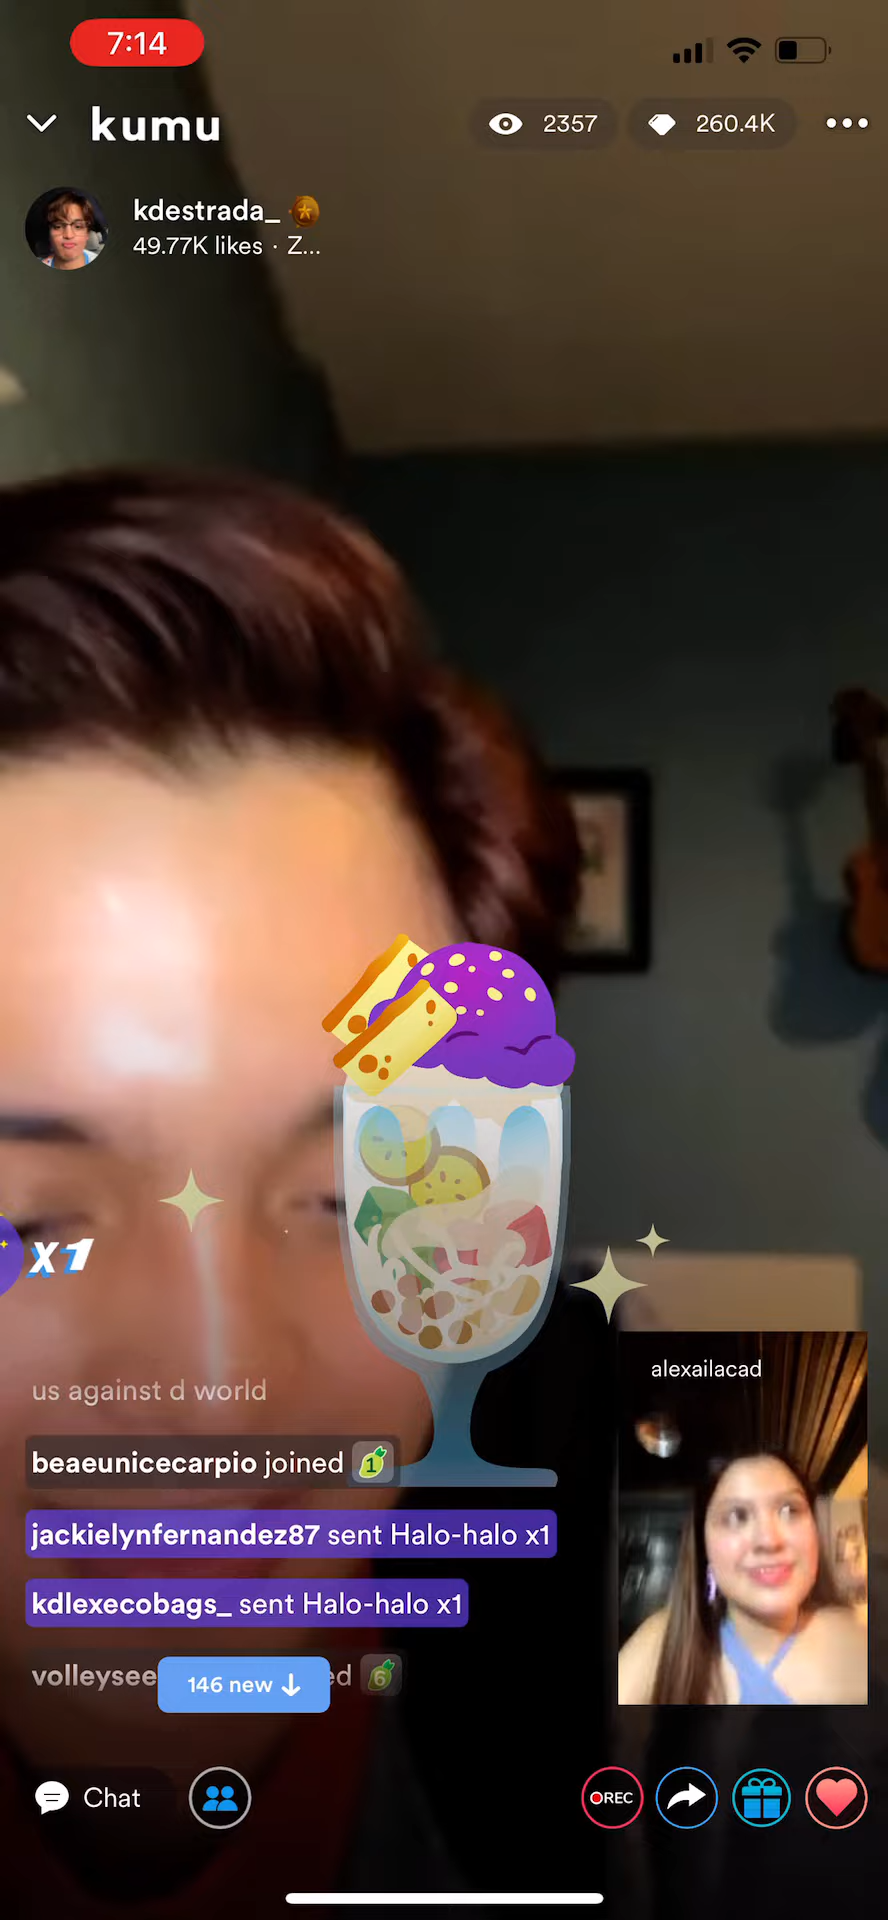 7:14
kumu
2357
260.4K
kdestrada_
49.77K likes · Z...
x1
alexailacad
us against d world
beaeunicecarpio joined 1
jackielynfernandez87 sent Halo-halo x1
kdlexecobags_ sent Halo-halo x1
volleysee
ed 6
146 new ↓
Chat
REC